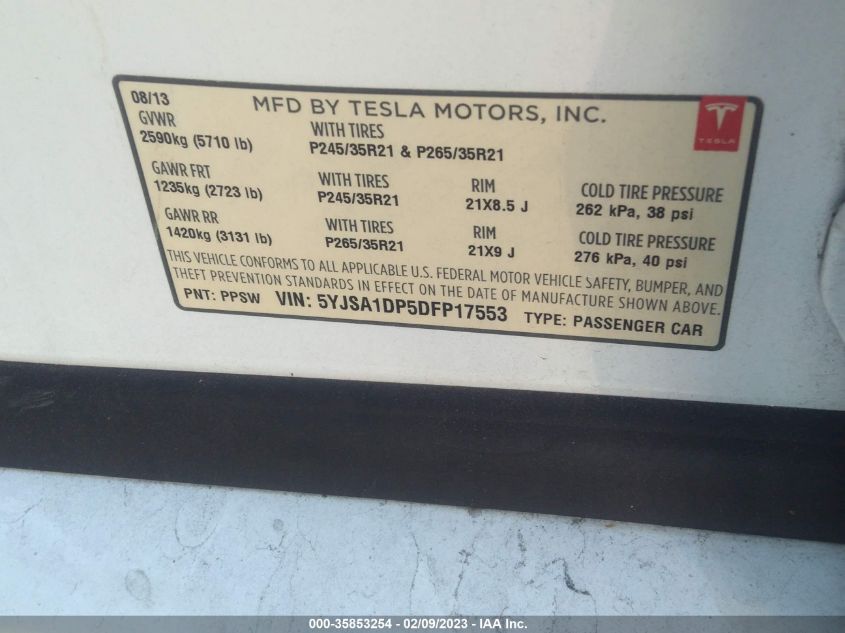 08/13 MFD BY TESLA MOTORS, INC.
TESLA
GVWR WITH TIRES
2590kg (5710 lb) P245/35R21 & P265/35R21
GAWR FRT WITH TIRES RIM COLD TIRE PRESSURE
1235kg (2723 lb) P245/35R21 21X8.5 J 262 kPa, 38 psi
GAWR RR WITH TIRES RIM COLD TIRE PRESSURE
1420kg (3131 lb) P265/35R21 21X9 J 276 kPa, 40 psi
THIS VEHICLE CONFORMS TO ALL APPLICABLE U.S. FEDERAL MOTOR VEHICLE SAFETY, BUMPER, AND
THEFT PREVENTION STANDARDS IN EFFECT ON THE DATE OF MANUFACTURE SHOWN ABOVE.
PNT: PPSW VIN: 5YJSA1DP5DFP17553 TYPE: PASSENGER CAR
000-35853254 - 02/09/2023 - IAA Inc.